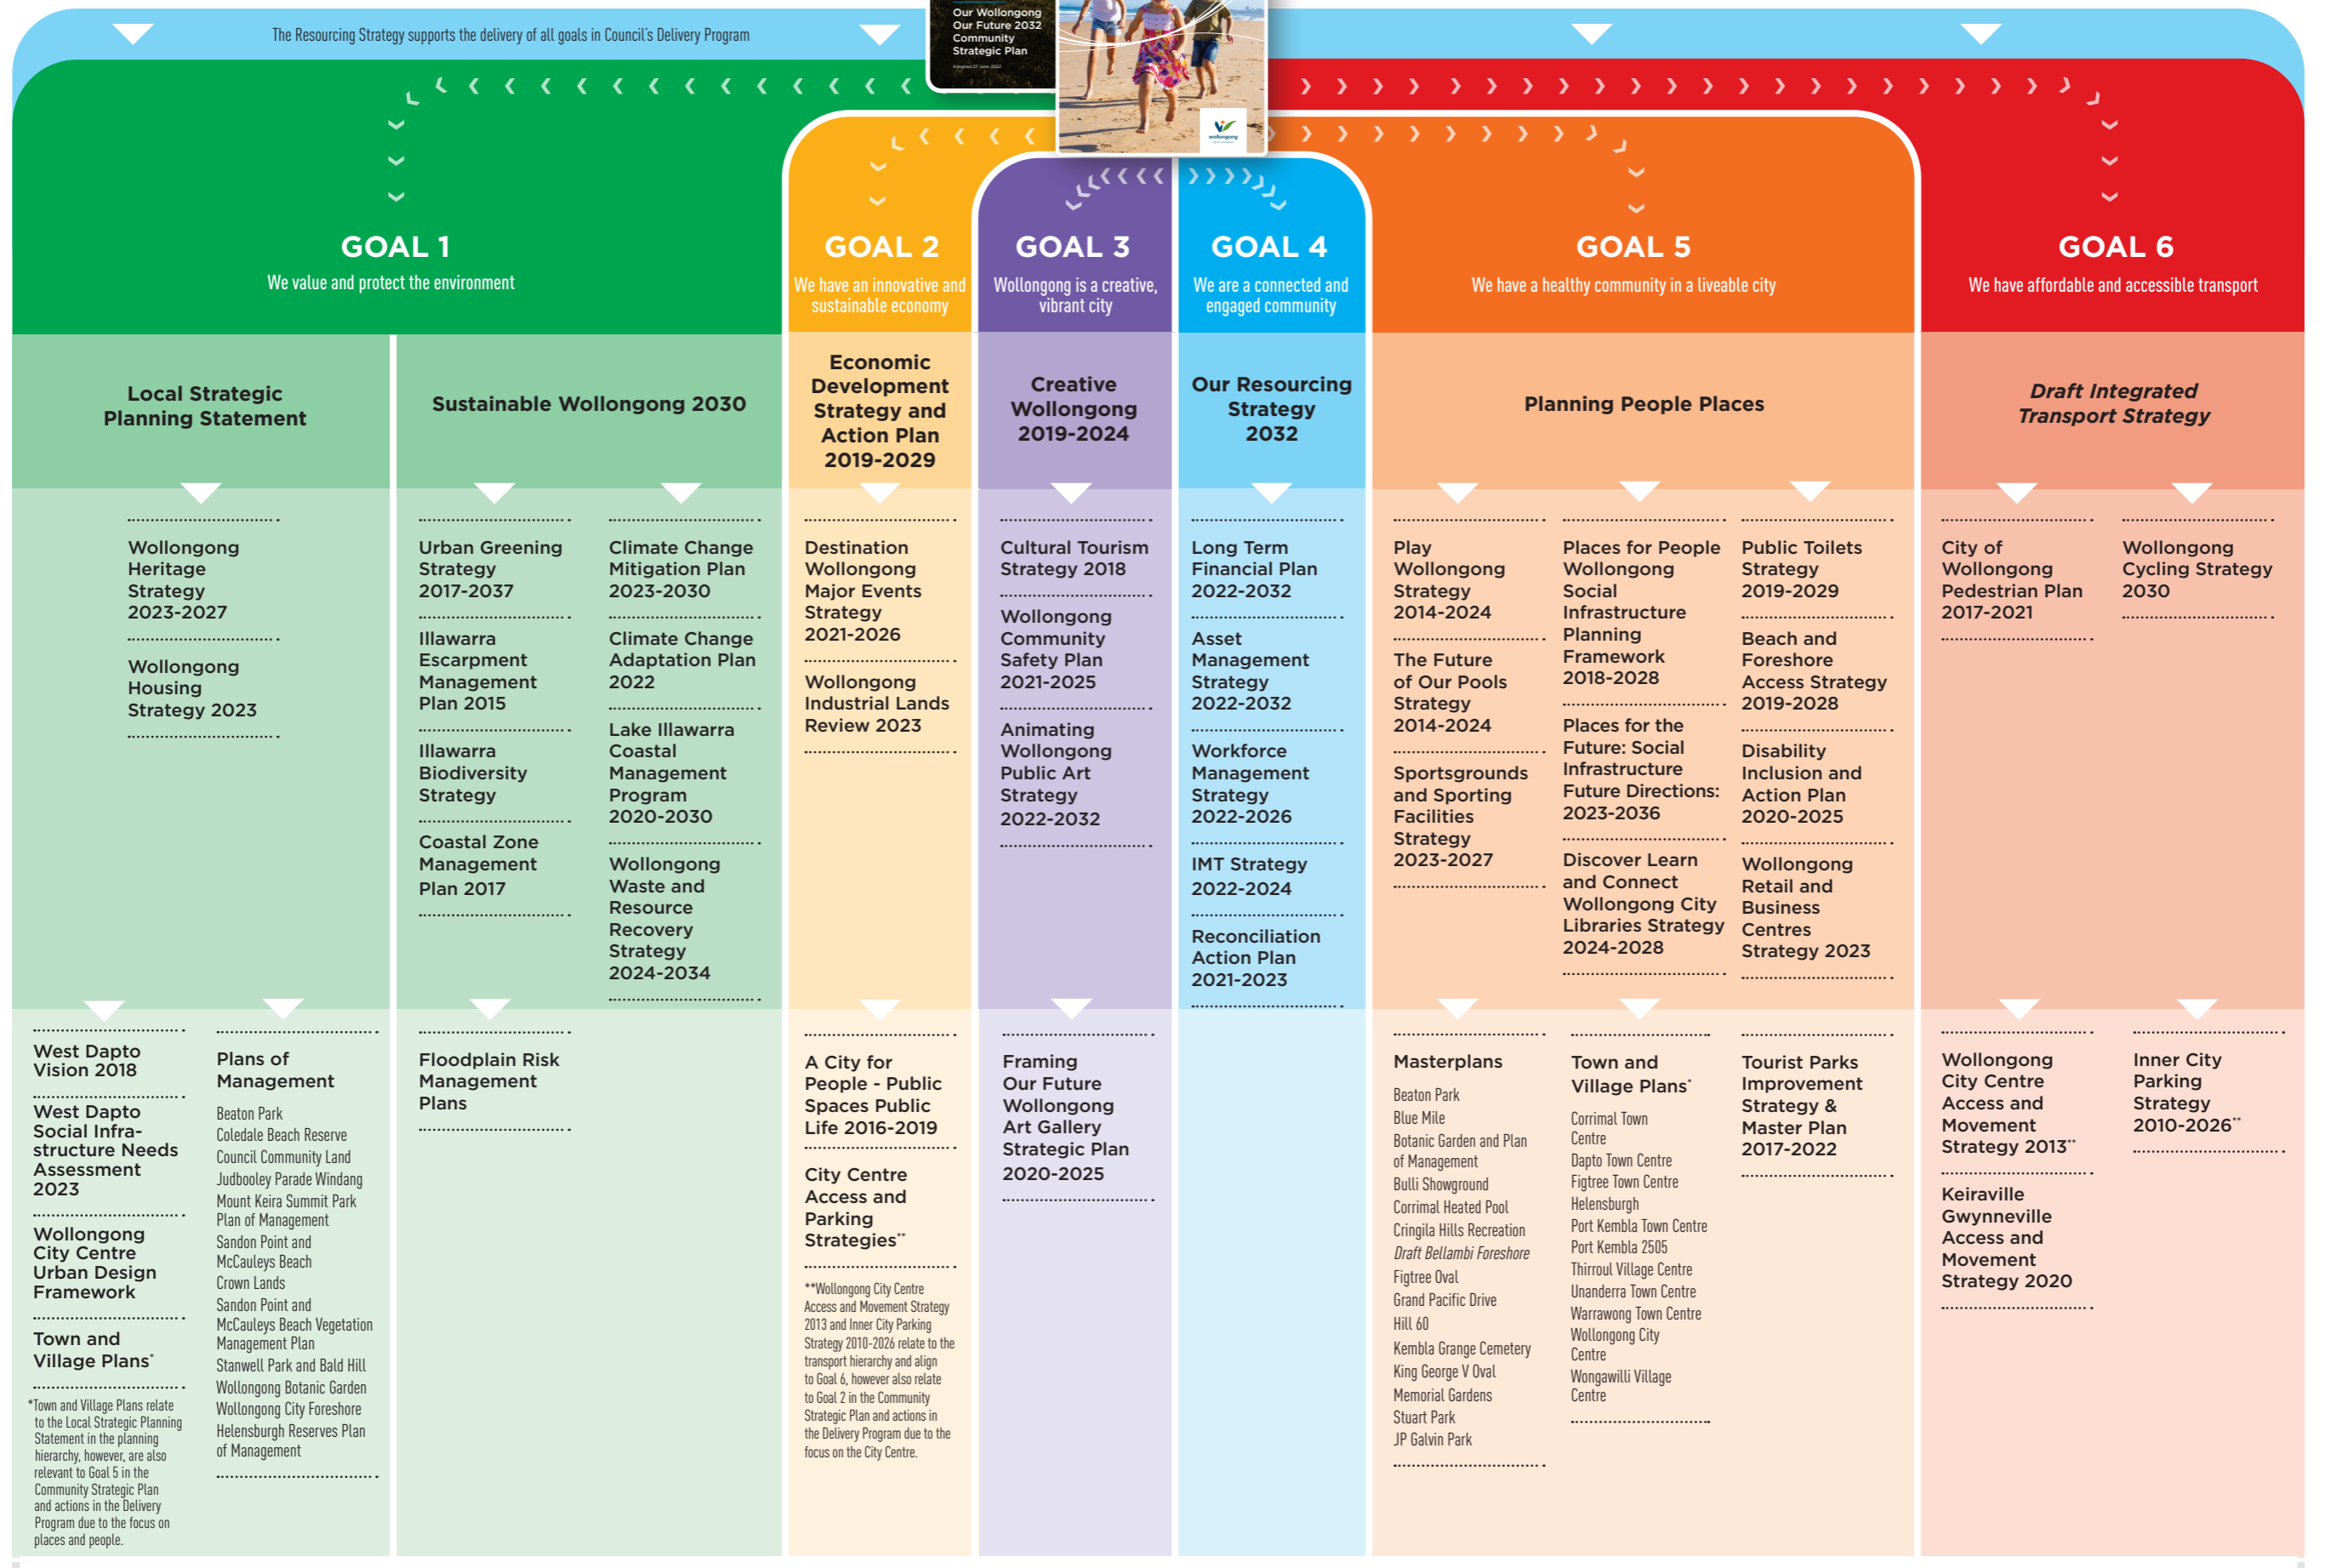 Our Wollongong
Our Future 2032
Community
Strategic Plan
Adopted 27 June 2022
wollongong
The Resourcing Strategy supports the delivery of all goals in Council's Delivery Program
GOAL 1
We value and protect the environment
GOAL 2
We have an innovative and
sustainable economy
GOAL 3
Wollongong is a creative,
vibrant city
GOAL 4
We are a connected and
engaged community
GOAL 5
We have a healthy community in a liveable city
GOAL 6
We have affordable and accessible transport
Local Strategic
Planning Statement
Sustainable Wollongong 2030
Economic
Development
Strategy and
Action Plan
2019-2029
Creative
Wollongong
2019-2024
Our Resourcing
Strategy
2032
Planning People Places
Draft Integrated
Transport Strategy
Wollongong
Heritage
Strategy
2023-2027
Wollongong
Housing
Strategy 2023
Urban Greening
Strategy
2017-2037
Illawarra
Escarpment
Management
Plan 2015
Illawarra
Biodiversity
Strategy
Coastal Zone
Management
Plan 2017
Climate Change
Mitigation Plan
2023-2030
Climate Change
Adaptation Plan
2022
Lake Illawarra
Coastal
Management
Program
2020-2030
Wollongong
Waste and
Resource
Recovery
Strategy
2024-2034
Destination
Wollongong
Major Events
Strategy
2021-2026
Wollongong
Industrial Lands
Review 2023
Cultural Tourism
Strategy 2018
Wollongong
Community
Safety Plan
2021-2025
Animating
Wollongong
Public Art
Strategy
2022-2032
Long Term
Financial Plan
2022-2032
Asset
Management
Strategy
2022-2032
Workforce
Management
Strategy
2022-2026
IMT Strategy
2022-2024
Reconciliation
Action Plan
2021-2023
Play
Wollongong
Strategy
2014-2024
The Future
of Our Pools
Strategy
2014-2024
Sportsgrounds
and Sporting
Facilities
Strategy
2023-2027
Places for People
Wollongong
Social
Infrastructure
Planning
Framework
2018-2028
Places for the
Future: Social
Infrastructure
Future Directions:
2023-2036
Discover Learn
and Connect
Wollongong City
Libraries Strategy
2024-2028
Public Toilets
Strategy
2019-2029
Beach and
Foreshore
Access Strategy
2019-2028
Disability
Inclusion and
Action Plan
2020-2025
Wollongong
Retail and
Business
Centres
Strategy 2023
City of
Wollongong
Pedestrian Plan
2017-2021
Wollongong
Cycling Strategy
2030
West Dapto
Vision 2018
West Dapto
Social Infra-
structure Needs
Assessment
2023
Wollongong
City Centre
Urban Design
Framework
Town and
Village Plans*
*Town and Village Plans relate
to the Local Strategic Planning
Statement in the planning
hierarchy, however, are also
relevant to Goal 5 in the
Community Strategic Plan
and actions in the Delivery
Program due to the focus on
places and people.
Plans of
Management
Beaton Park
Coledale Beach Reserve
Council Community Land
Judbooley Parade Windang
Mount Keira Summit Park
Plan of Management
Sandon Point and
McCauleys Beach
Crown Lands
Sandon Point and
McCauleys Beach Vegetation
Management Plan
Stanwell Park and Bald Hill
Wollongong Botanic Garden
Wollongong City Foreshore
Helensburgh Reserves Plan
of Management
Floodplain Risk
Management
Plans
A City for
People - Public
Spaces Public
Life 2016-2019
City Centre
Access and
Parking
Strategies**
**Wollongong City Centre
Access and Movement Strategy
2013 and Inner City Parking
Strategy 2010-2026 relate to the
transport hierarchy and align
to Goal 6, however also relate
to Goal 2 in the Community
Strategic Plan and actions in
the Delivery Program due to the
focus on the City Centre.
Framing
Our Future
Wollongong
Art Gallery
Strategic Plan
2020-2025
Masterplans
Beaton Park
Blue Mile
Botanic Garden and Plan
of Management
Bulli Showground
Corrimal Heated Pool
Cringila Hills Recreation
Draft Bellambi Foreshore
Figtree Oval
Grand Pacific Drive
Hill 60
Kembla Grange Cemetery
King George V Oval
Memorial Gardens
Stuart Park
JP Galvin Park
Town and
Village Plans*
Corrimal Town
Centre
Dapto Town Centre
Figtree Town Centre
Helensburgh
Port Kembla Town Centre
Port Kembla 2505
Thirroul Village Centre
Unanderra Town Centre
Warrawong Town Centre
Wollongong City
Centre
Wongawilli Village
Centre
Tourist Parks
Improvement
Strategy &
Master Plan
2017-2022
Wollongong
City Centre
Access and
Movement
Strategy 2013**
Keiraville
Gwynneville
Access and
Movement
Strategy 2020
Inner City
Parking
Strategy
2010-2026**